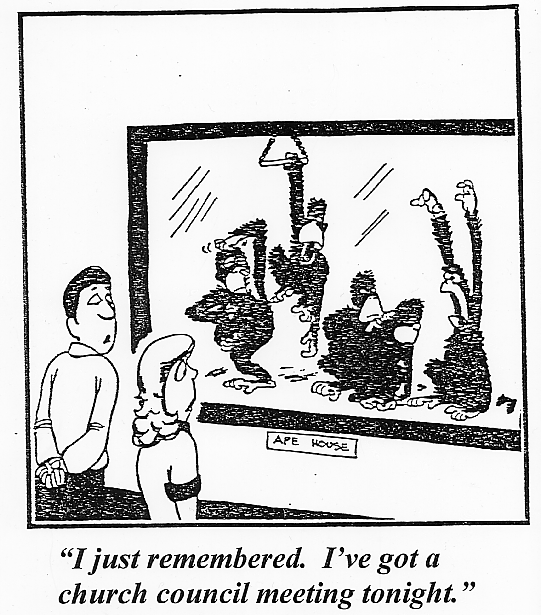 APE HOUSE
“I just remembered.  I’ve got a
church council meeting tonight.”